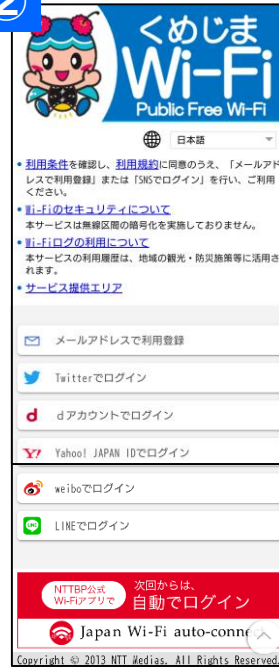 ②
くめじま
Wi-Fi
Public Free Wi-Fi
日本語
利用条件を確認し、利用規約に同意のうえ、「メールアド
レスで利用登録」または「SNSでログイン」を行い、ご利用
ください。
Wi-Fiのセキュリティについて
本サービスは無線区間の暗号化を実施しておりません。
Wi-Fiログの利用について
本サービスの利用履歴は、地域の観光・防災施策等に活用さ
れます。
サービス提供エリア
メールアドレスで利用登録
Twitterでログイン
d dアカウントでログイン
Y! Yahoo! JAPAN IDでログイン
weiboでログイン
LINE LINEでログイン
NTTBP公式
Wi-Fiアプリで
次回からは、
自動でログイン
Japan Wi-Fi auto-conne
Copyright © 2013 NTT Medias. All Rights Reserved